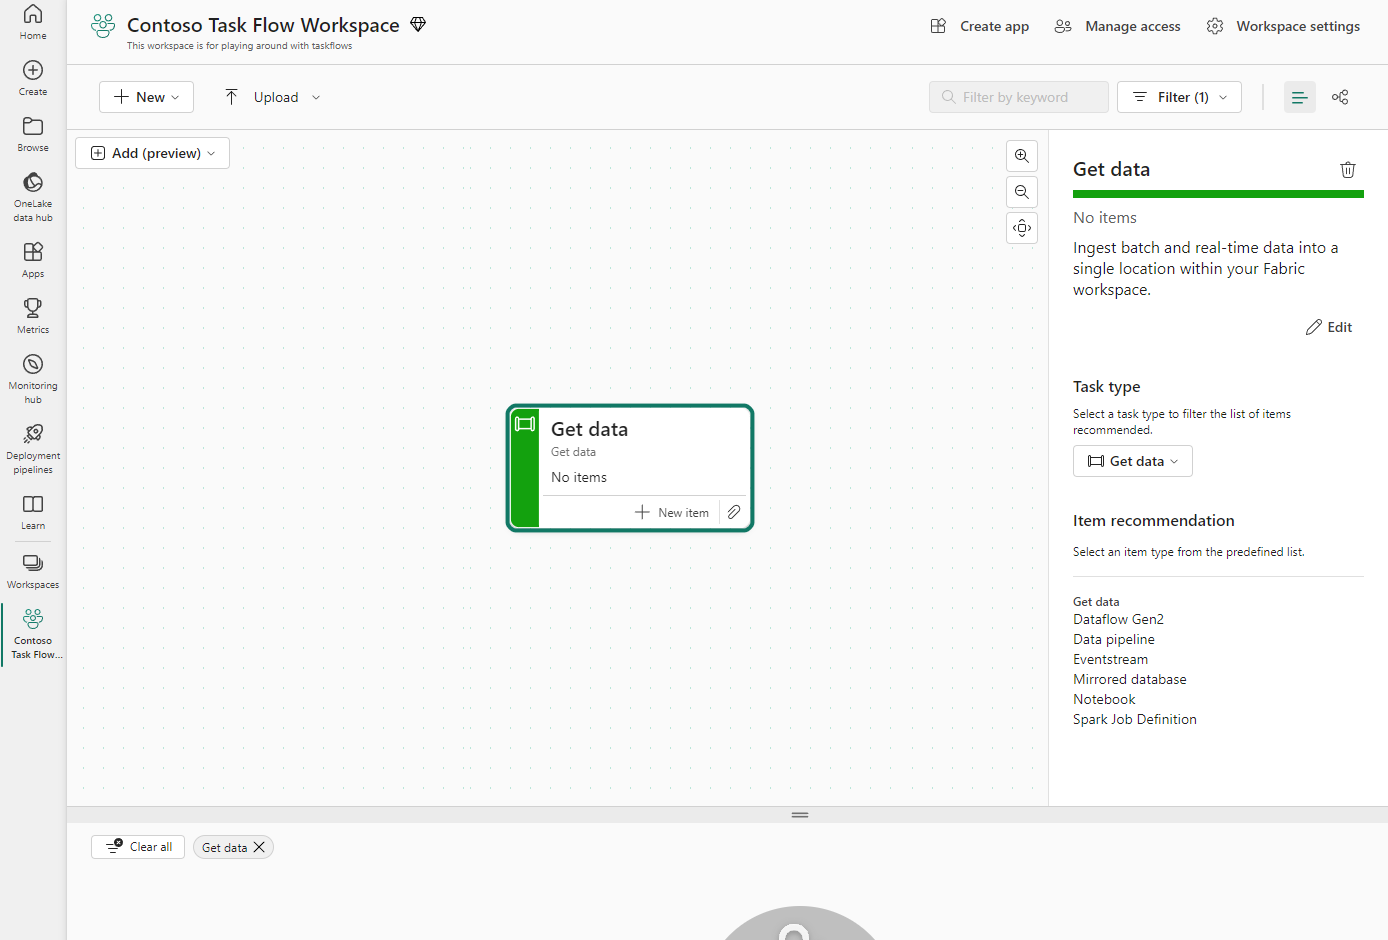 Home
Create
Browse
OneLake
data hub
Apps
Metrics
Monitoring
hub
Deployment
pipelines
Learn
Workspaces
Contoso
Task Flow...
Contoso Task Flow Workspace
This workspace is for playing around with taskflows
Create app
Manage access
Workspace settings
New
Upload
Filter by keyword
Filter (1)
Add (preview)
Get data
Get data
No items
New item
Get data
No items
Ingest batch and real-time data into a
single location within your Fabric
workspace.
Edit
Task type
Select a task type to filter the list of items
recommended.
Get data
Item recommendation
Select an item type from the predefined list.
Get data
Dataflow Gen2
Data pipeline
Eventstream
Mirrored database
Notebook
Spark Job Definition
Clear all
Get data